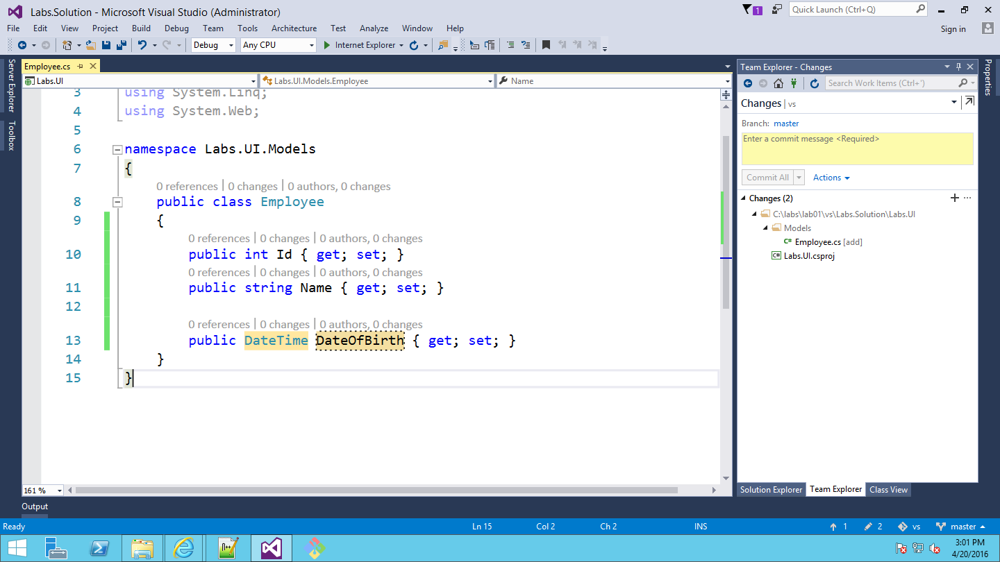 Labs.Solution - Microsoft Visual Studio (Administrator)
1
Quick Launch (Ctrl+Q)
File Edit View Project Build Debug Team Tools Architecture Test Analyze Window Help
Sign in
Debug Any CPU Internet Explorer
Server Explorer
Toolbox
Employee.cs
Labs.UI Labs.UI.Models.Employee Name
3 using System.Linq;
4 using System.Web;
5
6 namespace Labs.UI.Models
7 {
0 references | 0 changes | 0 authors, 0 changes
8 public class Employee
9 {
0 references | 0 changes | 0 authors, 0 changes
10 public int Id { get; set; }
0 references | 0 changes | 0 authors, 0 changes
11 public string Name { get; set; }
12
0 references | 0 changes | 0 authors, 0 changes
13 public DateTime DateOfBirth { get; set; }
14 }
15 }
161 %
Team Explorer - Changes
Search Work Items (Ctrl+')
Changes | vs
Branch: master
Enter a commit message <Required>
Commit All Actions
Changes (2)
C:\labs\lab01\vs\Labs.Solution\Labs.UI
Models
C# Employee.cs [add]
C# Labs.UI.csproj
Solution Explorer Team Explorer Class View
Properties
Output
Ready Ln 15 Col 2 Ch 2 INS 1 2 vs master
3:01 PM
4/20/2016